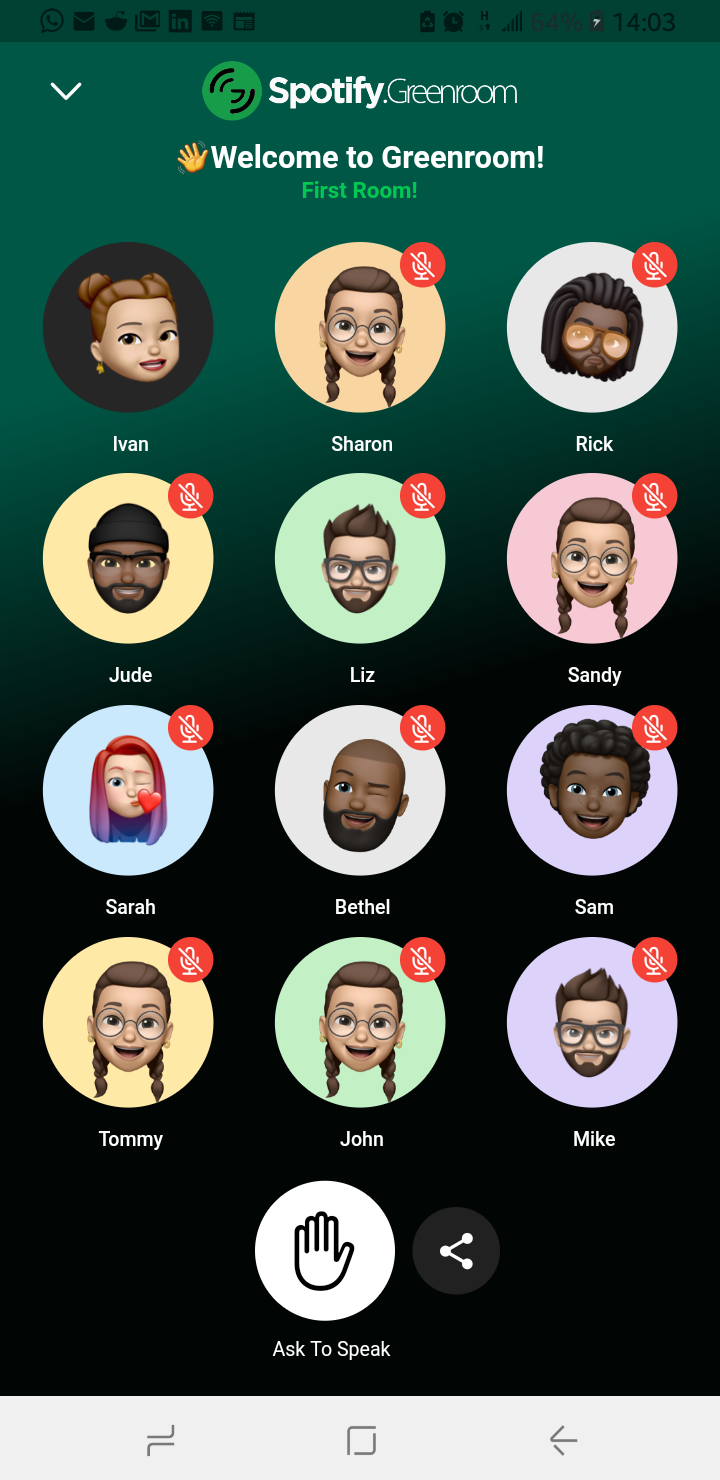 H 64% 14:03
Spotify.Greenroom
👋Welcome to Greenroom!
First Room!
Ivan Sharon Rick
Jude Liz Sandy
Sarah Bethel Sam
Tommy John Mike
Ask To Speak